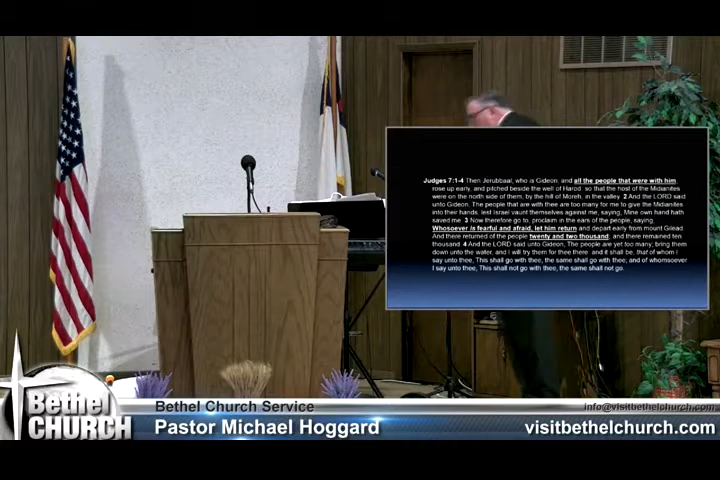 Judges 7:1-4 Then Jerubbaal, who is Gideon, and all the people that were with him,
rose up early, and pitched beside the well of Harod: so that the host of the Midianites
were on the north side of them, by the hill of Moreh, in the valley. 2 And the LORD said
unto Gideon, The people that are with thee are too many for me to give the Midianites
into their hands, lest Israel vaunt themselves against me, saying, Mine own hand hath
saved me. 3 Now therefore go to, proclaim in the ears of the people, saying,
Whosoever is fearful and afraid, let him return and depart early from mount Gilead.
And there returned of the people twenty and two thousand; and there remained ten
thousand. 4 And the LORD said unto Gideon, The people are yet too many; bring them
down unto the water, and I will try them for thee there: and it shall be, that of whom I
say unto thee, This shall go with thee, the same shall go with thee; and of whomsoever
I say unto thee, This shall not go with thee, the same shall not go.
Bethel
CHURCH
Bethel Church Service
info@visitbethelchurch.com
Pastor Michael Hoggard
visitbethelchurch.com